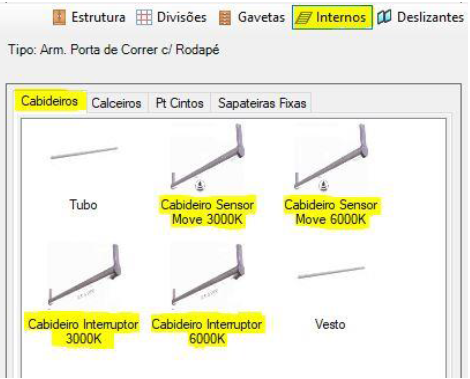 Estrutura Divisões Gavetas Internos Deslizantes
Tipo: Arm. Porta de Correr c/ Rodapé
Cabideiros Calceiros Pt Cintos Sapateiras Fixas
Tubo
Cabideiro Sensor
Move 3000K
Cabideiro Sensor
Move 6000K
Cabideiro Interruptor
3000K
Cabideiro Interruptor
6000K
Vesto